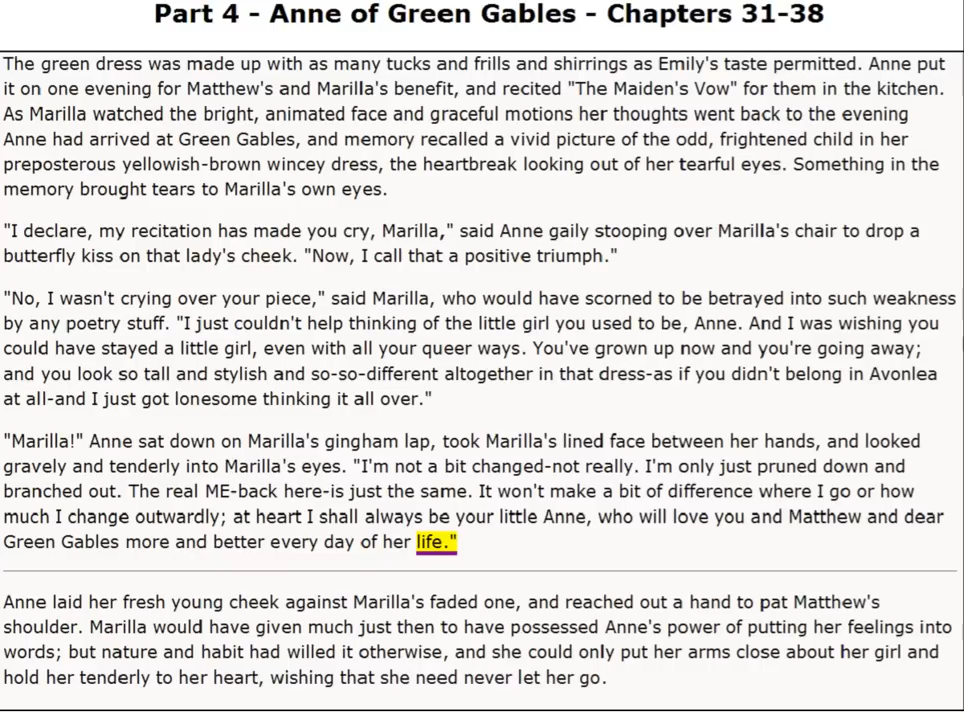 Part 4 - Anne of Green Gables - Chapters 31-38
The green dress was made up with as many tucks and frills and shirrings as Emily's taste permitted. Anne put
it on one evening for Matthew's and Marilla's benefit, and recited "The Maiden's Vow" for them in the kitchen.
As Marilla watched the bright, animated face and graceful motions her thoughts went back to the evening
Anne had arrived at Green Gables, and memory recalled a vivid picture of the odd, frightened child in her
preposterous yellowish-brown wincey dress, the heartbreak looking out of her tearful eyes. Something in the
memory brought tears to Marilla's own eyes.
"I declare, my recitation has made you cry, Marilla," said Anne gaily stooping over Marilla's chair to drop a
butterfly kiss on that lady's cheek. "Now, I call that a positive triumph."
"No, I wasn't crying over your piece," said Marilla, who would have scorned to be betrayed into such weakness
by any poetry stuff. "I just couldn't help thinking of the little girl you used to be, Anne. And I was wishing you
could have stayed a little girl, even with all your queer ways. You've grown up now and you're going away;
and you look so tall and stylish and so-so-different altogether in that dress-as if you didn't belong in Avonlea
at all-and I just got lonesome thinking it all over."
"Marilla!" Anne sat down on Marilla's gingham lap, took Marilla's lined face between her hands, and looked
gravely and tenderly into Marilla's eyes. "I'm not a bit changed-not really. I'm only just pruned down and
branched out. The real ME-back here-is just the same. It won't make a bit of difference where I go or how
much I change outwardly; at heart I shall always be your little Anne, who will love you and Matthew and dear
Green Gables more and better every day of her life."
Anne laid her fresh young cheek against Marilla's faded one, and reached out a hand to pat Matthew's
shoulder. Marilla would have given much just then to have possessed Anne's power of putting her feelings into
words; but nature and habit had willed it otherwise, and she could only put her arms close about her girl and
hold her tenderly to her heart, wishing that she need never let her go.